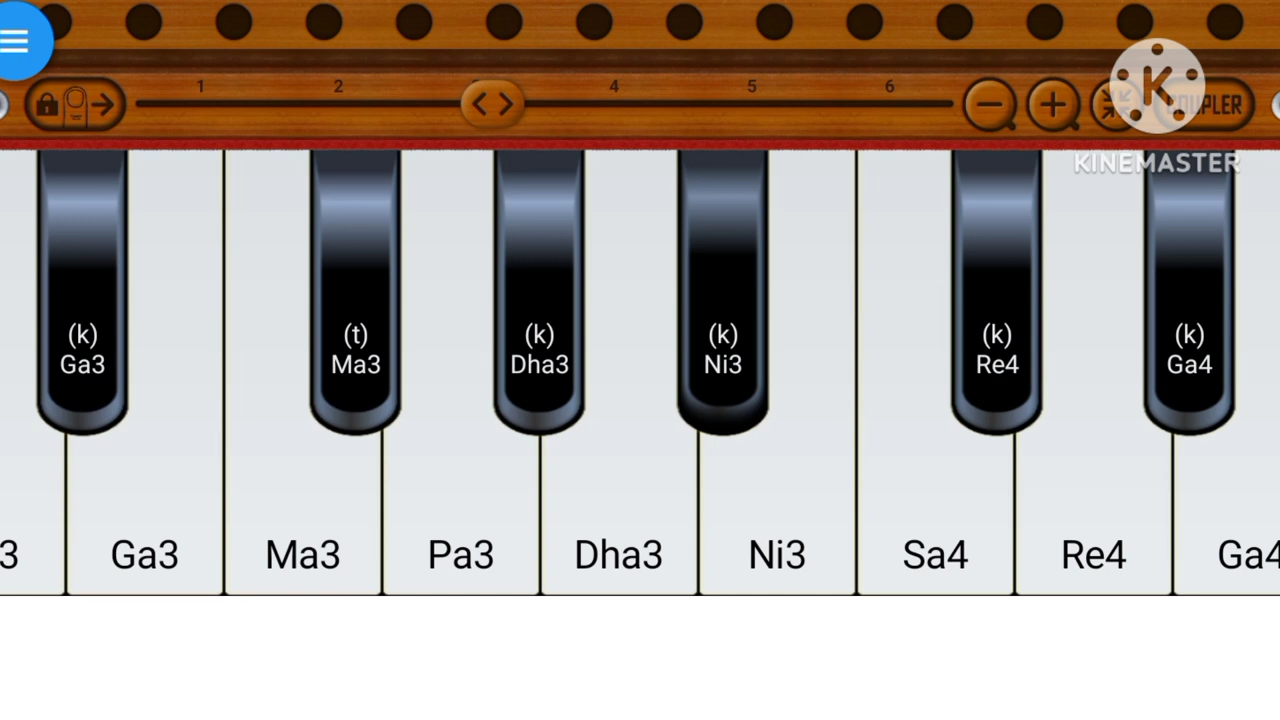 1 2 4 5 6
K
COUPLER
KINEMASTER
(k) (t) (k) (k) (k) (k)
Ga3 Ma3 Dha3 Ni3 Re4 Ga4
3 Ga3 Ma3 Pa3 Dha3 Ni3 Sa4 Re4 Ga4